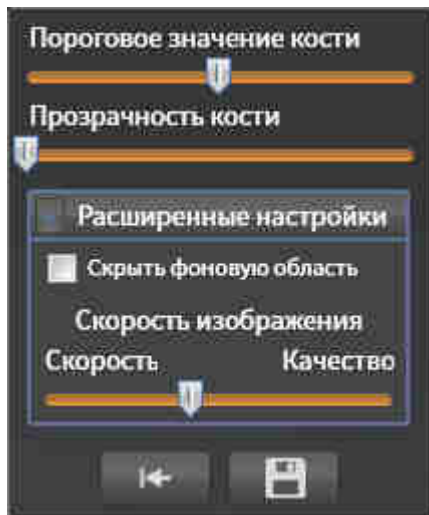 Пороговое значение кости
Прозрачность кости
Расширенные настройки
Скрыть фоновую область
Скорость изображения
Скорость Качество